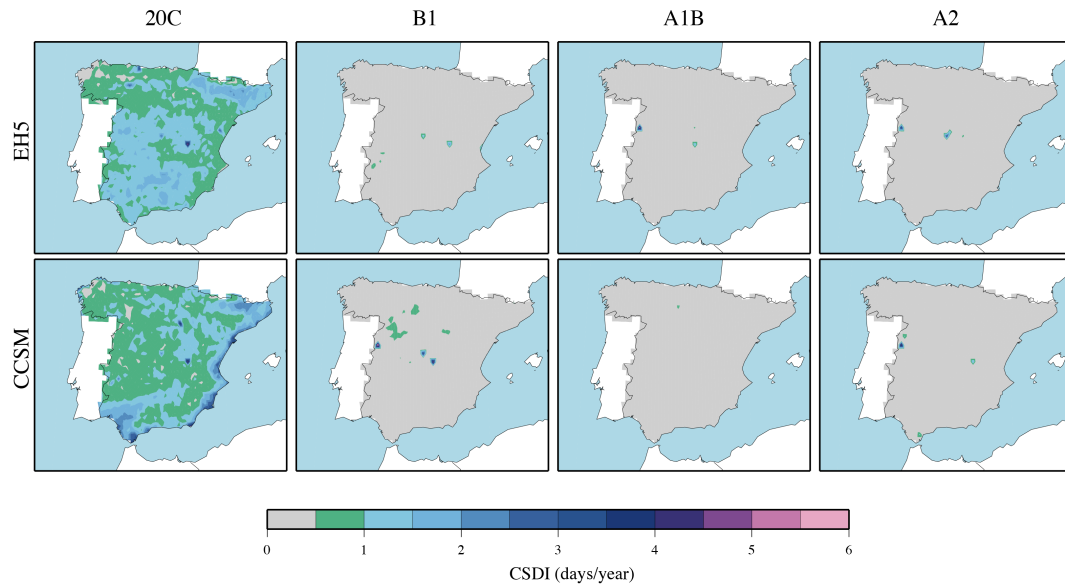 20C B1 A1B A2
EH5
CCSM
0 1 2 3 4 5 6
CSDI (days/year)